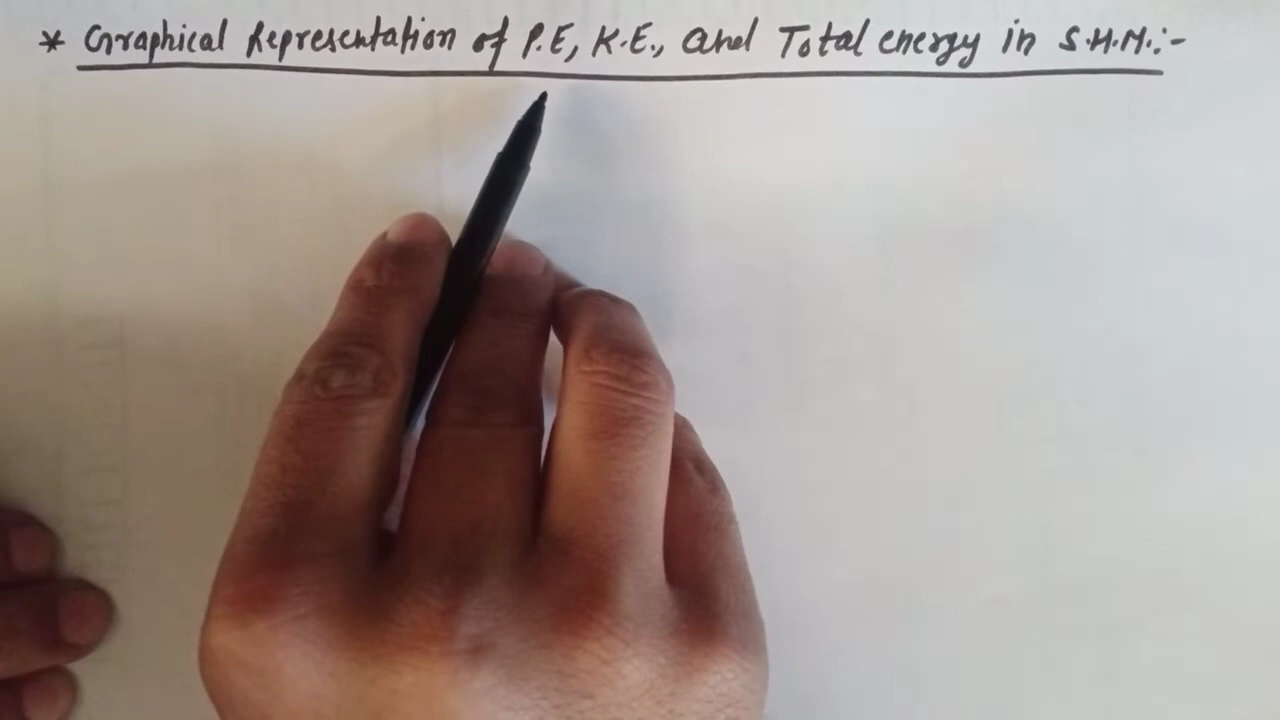 * Graphical Representation of P.E, K.E., and Total energy in S.H.M.:-